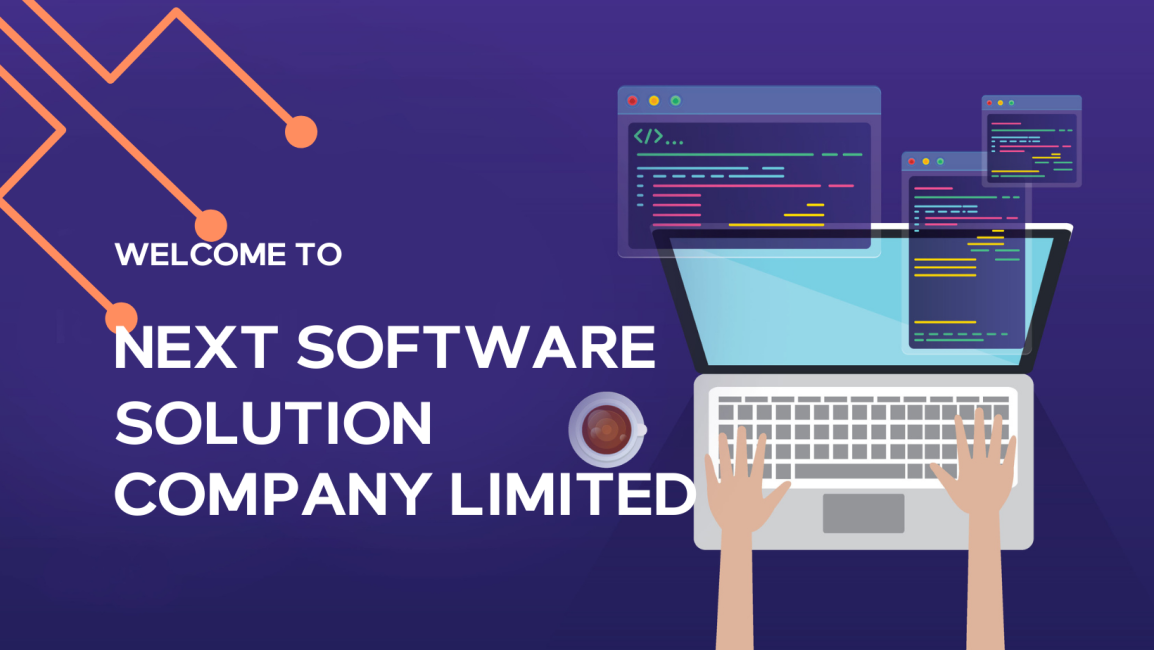 WELCOME TO
NEXT SOFTWARE
SOLUTION
COMPANY LIMITED
</>...